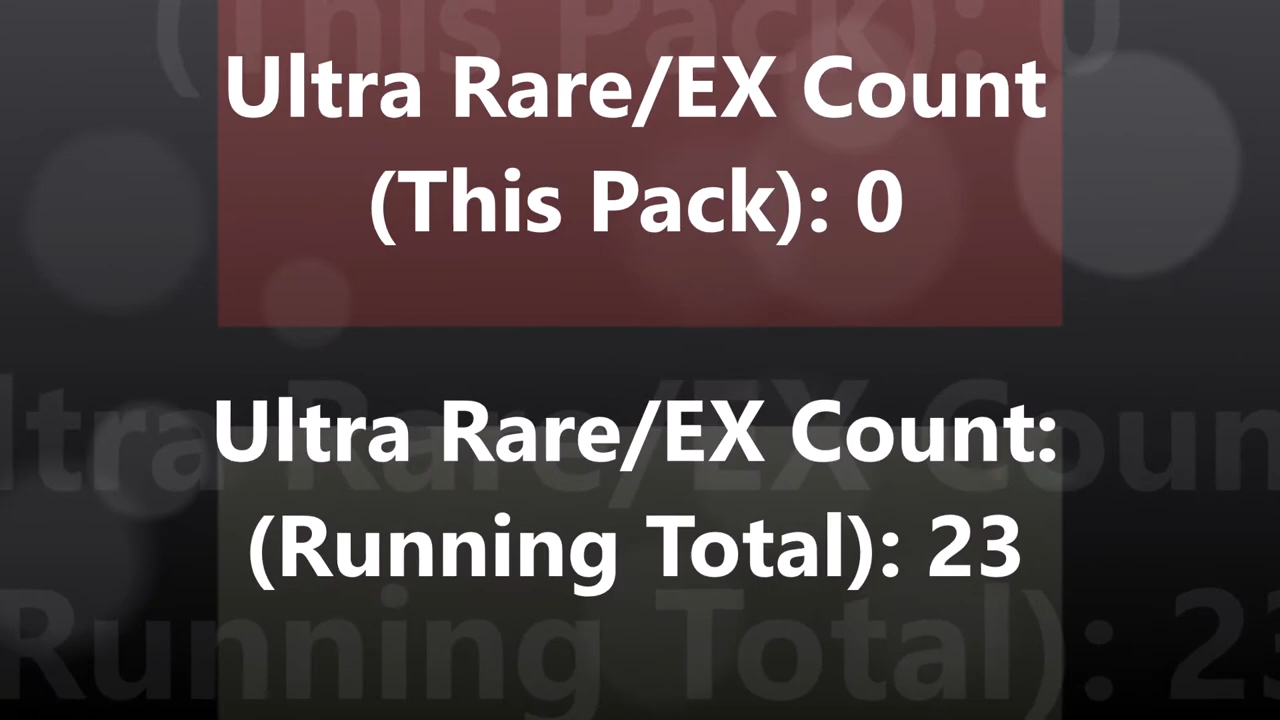 Ultra Rare/EX Count
(This Pack): 0
Ultra Rare/EX Count:
(Running Total): 23